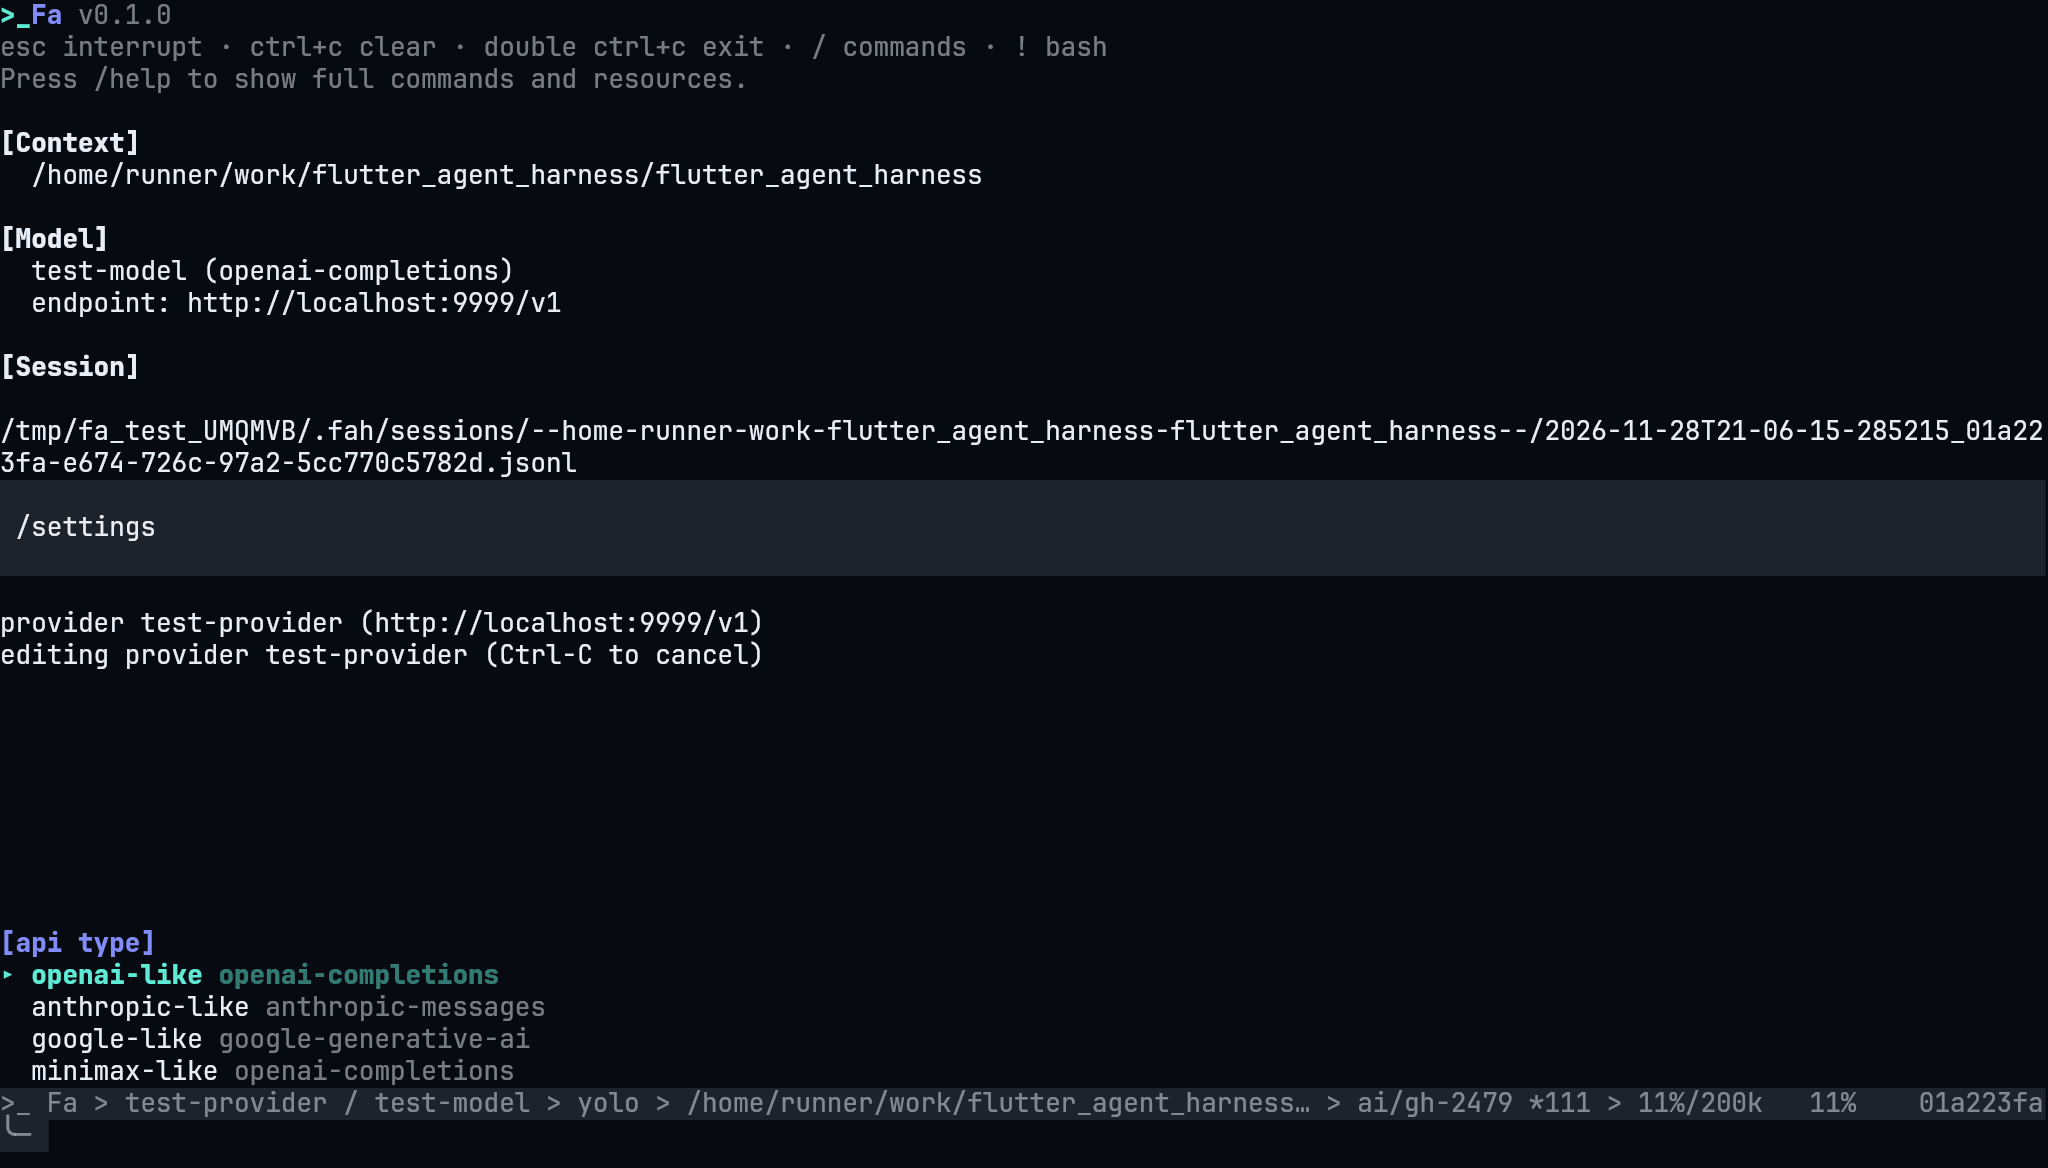 >_Fa v0.1.0
esc interrupt · ctrl+c clear · double ctrl+c exit · / commands · ! bash
Press /help to show full commands and resources.
[Context]
/home/runner/work/flutter_agent_harness/flutter_agent_harness
[Model]
test-model (openai-completions)
endpoint: http://localhost:9999/v1
[Session]
/tmp/fa_test_UMQMVB/.fah/sessions/--home-runner-work-flutter_agent_harness-flutter_agent_harness--/2026-11-28T21-06-15-285215_01a22
3fa-e674-726c-97a2-5cc770c5782d.jsonl
/settings
provider test-provider (http://localhost:9999/v1)
editing provider test-provider (Ctrl-C to cancel)
[api type]
▸ openai-like openai-completions
anthropic-like anthropic-messages
google-like google-generative-ai
minimax-like openai-completions
>_ Fa > test-provider / test-model > yolo > /home/runner/work/flutter_agent_harness… > ai/gh-2479 *111 > 11%/200k 11% 01a223fa